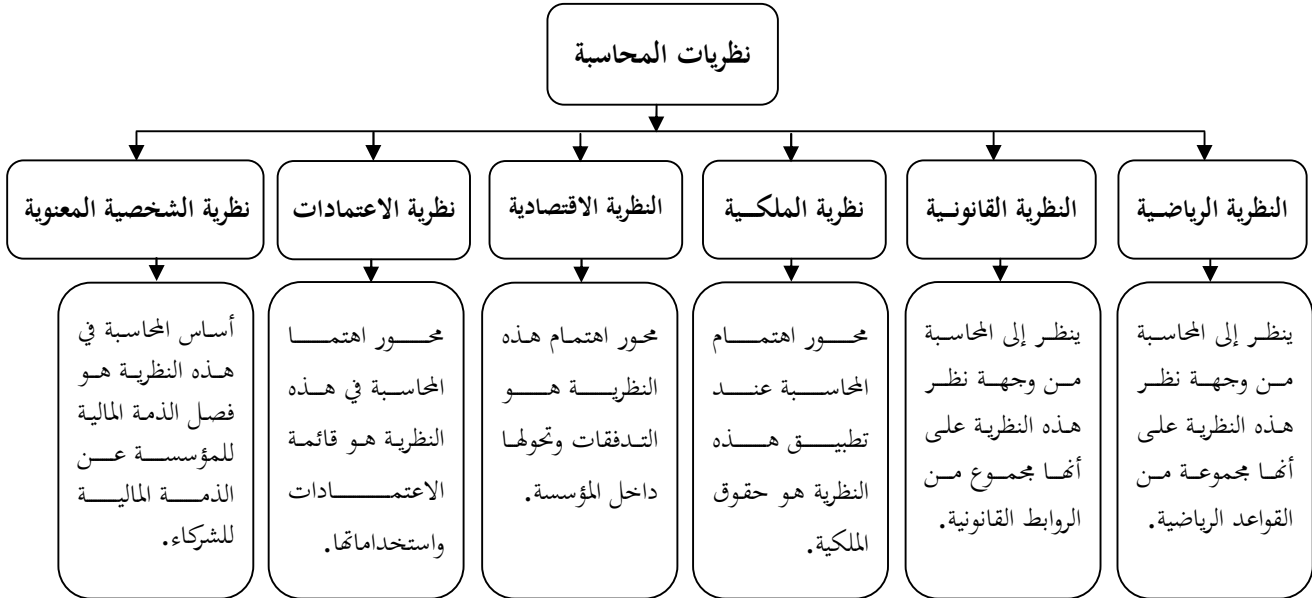 نظريات المحاسبة
النظرية الرياضية
النظرية القانونية
نظرية الملكية
النظرية الاقتصادية
نظرية الاعتمادات
نظرية الشخصية المعنوية
ينظر إلى المحاسبة
من وجهة نظر
هذه النظرية على
أنها مجموعة من
القواعد الرياضية.
ينظر إلى المحاسبة
من وجهة نظر
هذه النظرية على
أنها مجموع من
الروابط القانونية.
محور اهتمام
المحاسبة عند
تطبيق هذه
النظرية هو حقوق
الملكية.
محور اهتمام هذه
النظرية هو
التدفقات وتحولها
داخل المؤسسة.
محور اهتما
المحاسبة في هذه
النظرية هو قائمة
الاعتمادات
واستخداماتها.
أساس المحاسبة في
هذه النظرية هو
فصل الذمة المالية
للمؤسسة عن
الذمة المالية
للشركاء.